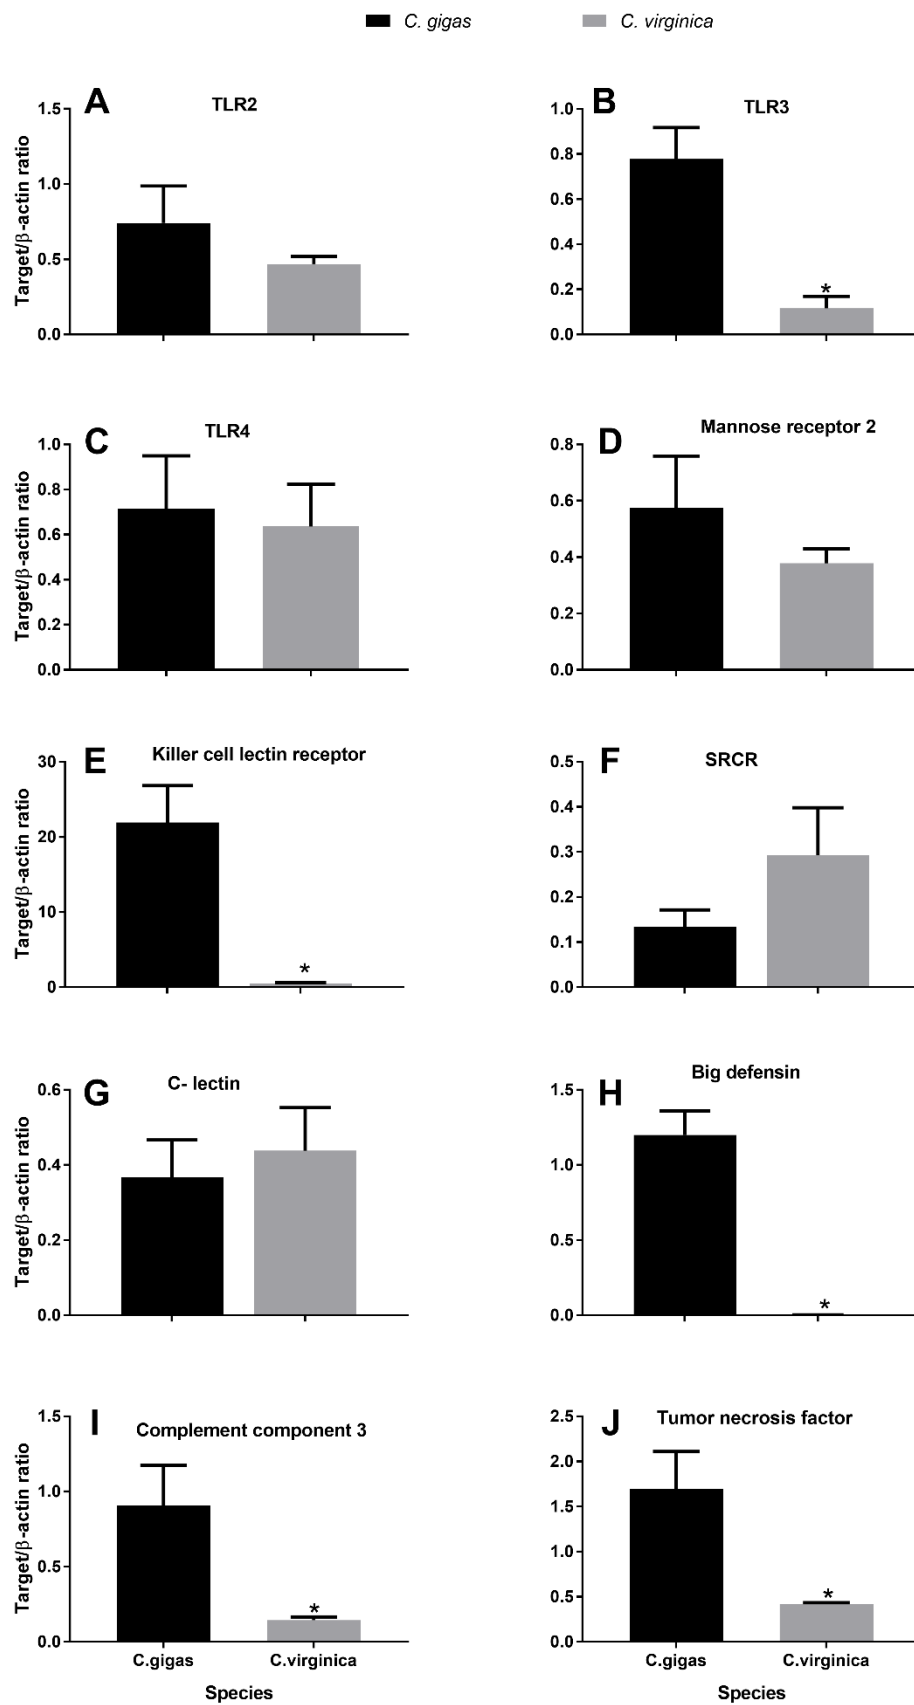 C. gigas
C. virginica
A
TLR2
Target/β-actin ratio
1.5
1.0
0.5
0.0
B
TLR3
1.0
0.8
0.6
0.4
0.2
0.0
*
C
TLR4
Target/β-actin ratio
1.0
0.8
0.6
0.4
0.2
0.0
D
Mannose receptor 2
0.8
0.6
0.4
0.2
0.0
E
Killer cell lectin receptor
Target/β-actin ratio
30
20
10
0
*
F
SRCR
0.5
0.4
0.3
0.2
0.1
0.0
G
C- lectin
Target/β-actin ratio
0.6
0.4
0.2
0.0
H
Big defensin
1.5
1.0
0.5
0.0
*
I
Complement component 3
Target/β-actin ratio
1.5
1.0
0.5
0.0
*
C.gigas
C.virginica
Species
J
Tumor necrosis factor
2.5
2.0
1.5
1.0
0.5
0.0
*
C.gigas
C.virginica
Species